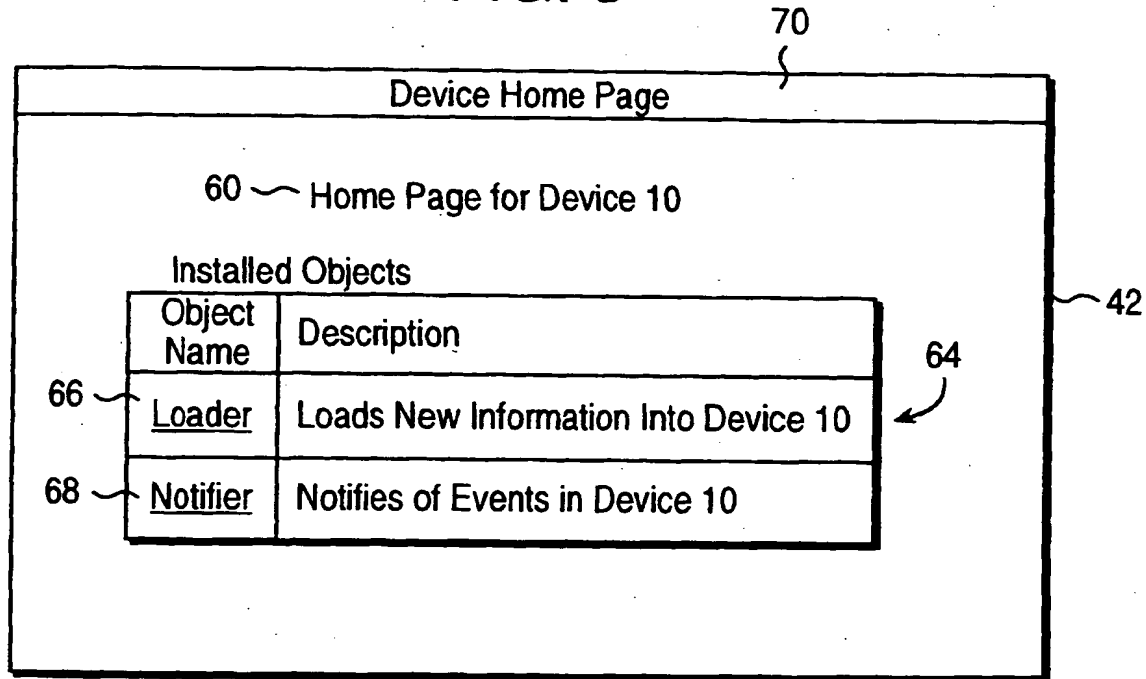 70
Device Home Page
60 Home Page for Device 10
Installed Objects
Object Name Description
64
42
66 Loader Loads New Information Into Device 10
68 Notifier Notifies of Events in Device 10